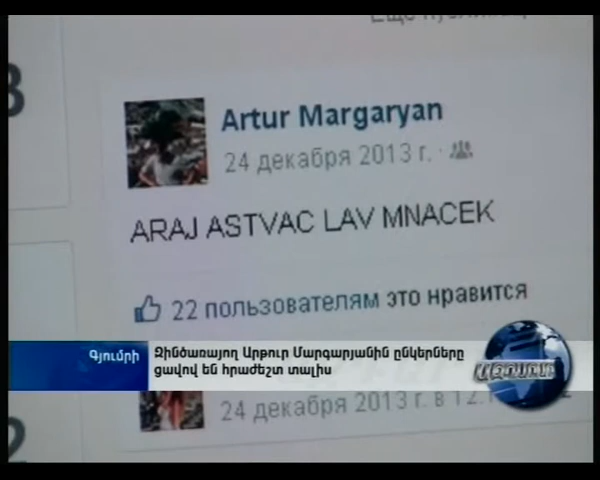 Artur Margaryan
24 декабря 2013 г. ·
ARAJ ASTVAC LAV MNACEK
22 пользователям это нравится
Գյումրի
Զինծառայող Արթուր Մարգարյանին ընկերները
ցավով են հրաժեշտ տալիս
24 декабря 2013 г. в